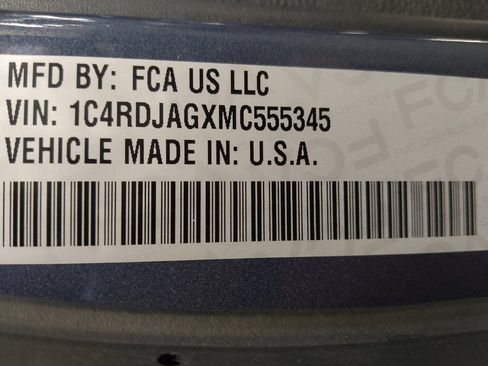 MFD BY: FCA US LLC
VIN: 1C4RDJAGXMC555345
VEHICLE MADE IN: U.S.A.